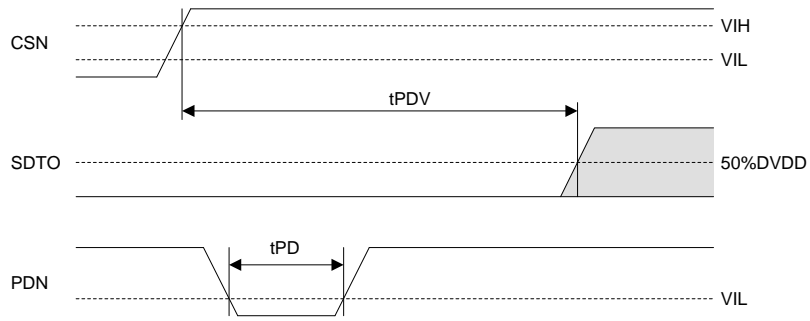 CSN
VIH
VIL
tPDV
SDTO
50%DVDD
tPD
PDN
VIL